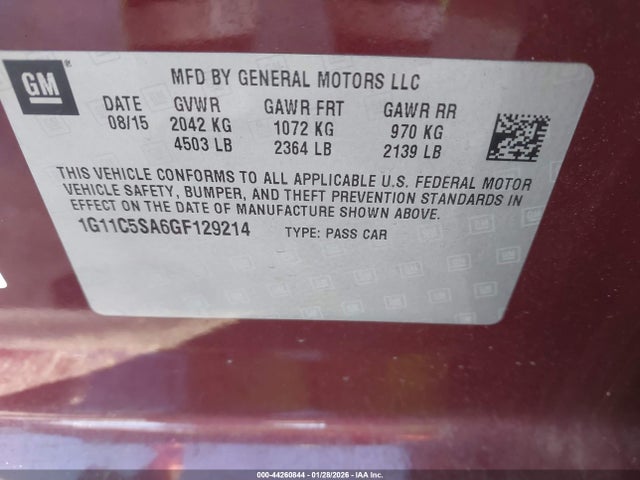 GM
MFD BY GENERAL MOTORS LLC
DATE GVWR GAWR FRT GAWR RR
08/15 2042 KG 1072 KG 970 KG
4503 LB 2364 LB 2139 LB
THIS VEHICLE CONFORMS TO ALL APPLICABLE U.S. FEDERAL MOTOR
VEHICLE SAFETY, BUMPER, AND THEFT PREVENTION STANDARDS IN
EFFECT ON THE DATE OF MANUFACTURE SHOWN ABOVE.
1G11C5SA6GF129214 TYPE: PASS CAR
000-44260844 | 01/28/2026 - IAA Inc.